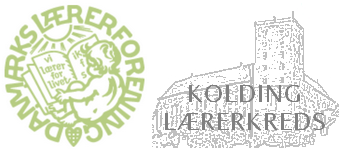 DANMARKS LÆRERFORENING
vi
Lærer
for
Livet
KOLDING
LÆRERKREDS